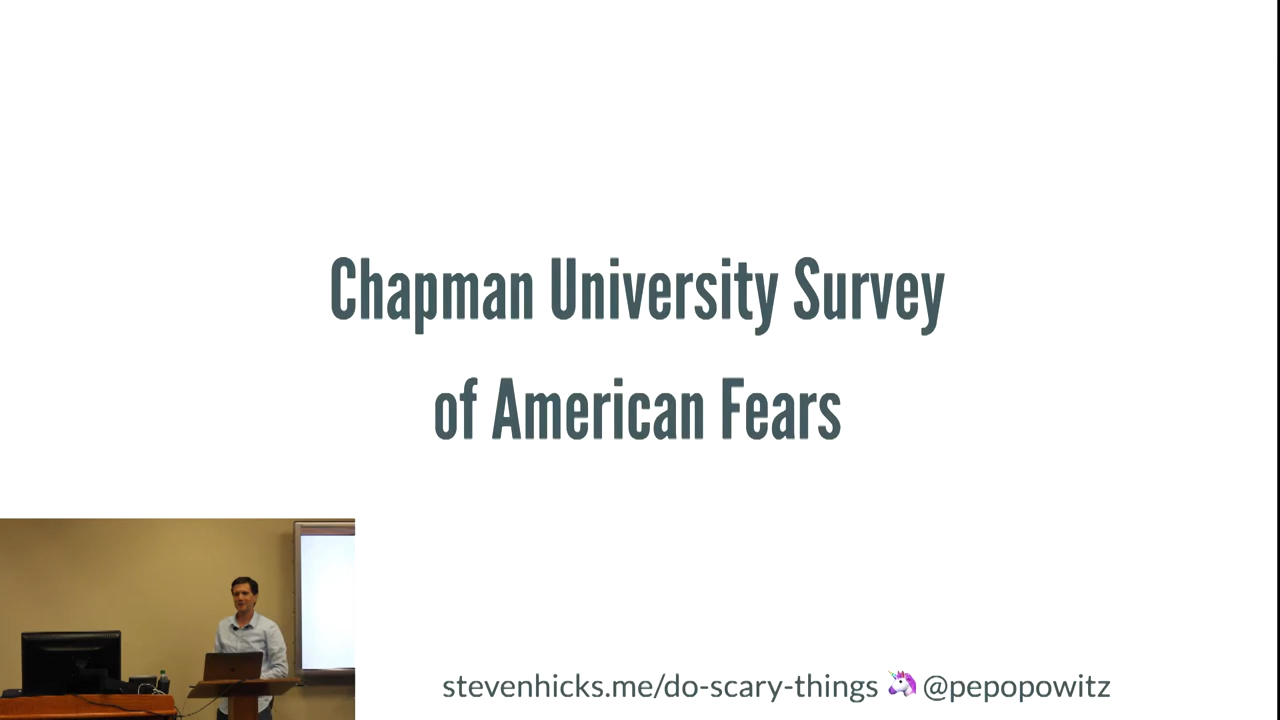 Chapman University Survey
of American Fears
stevenhicks.me/do-scary-things 🦄 @pepopowitz